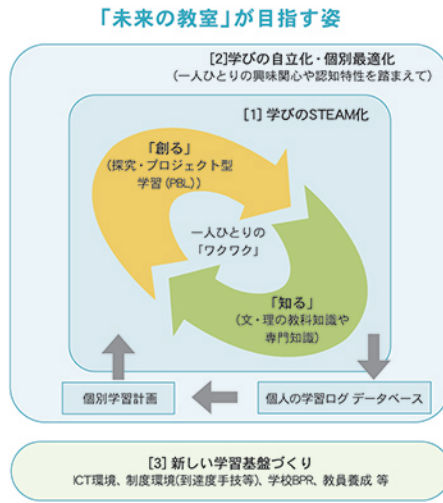 「未来の教室」が目指す姿
[2]学びの自立化・個別最適化
(一人ひとりの興味関心や認知特性を踏まえて)
[1] 学びのSTEAM化
「創る」
(探究・プロジェクト型
学習 (PBL))
一人ひとりの
「ワクワク」
「知る」
(文・理の教科知識や
専門知識)
個別学習計画
個人の学習ログ データベース
[3] 新しい学習基盤づくり
ICT環境、制度環境(到達度手技等)、学校BPR、教員養成 等